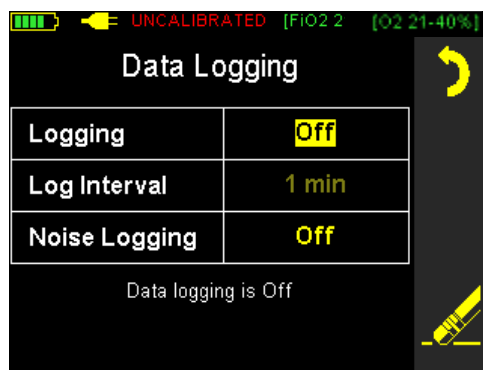 UNCALIBRATED [FiO2 2 [O2 21-40%]
Data Logging
Logging Off
Log Interval 1 min
Noise Logging Off
Data logging is Off